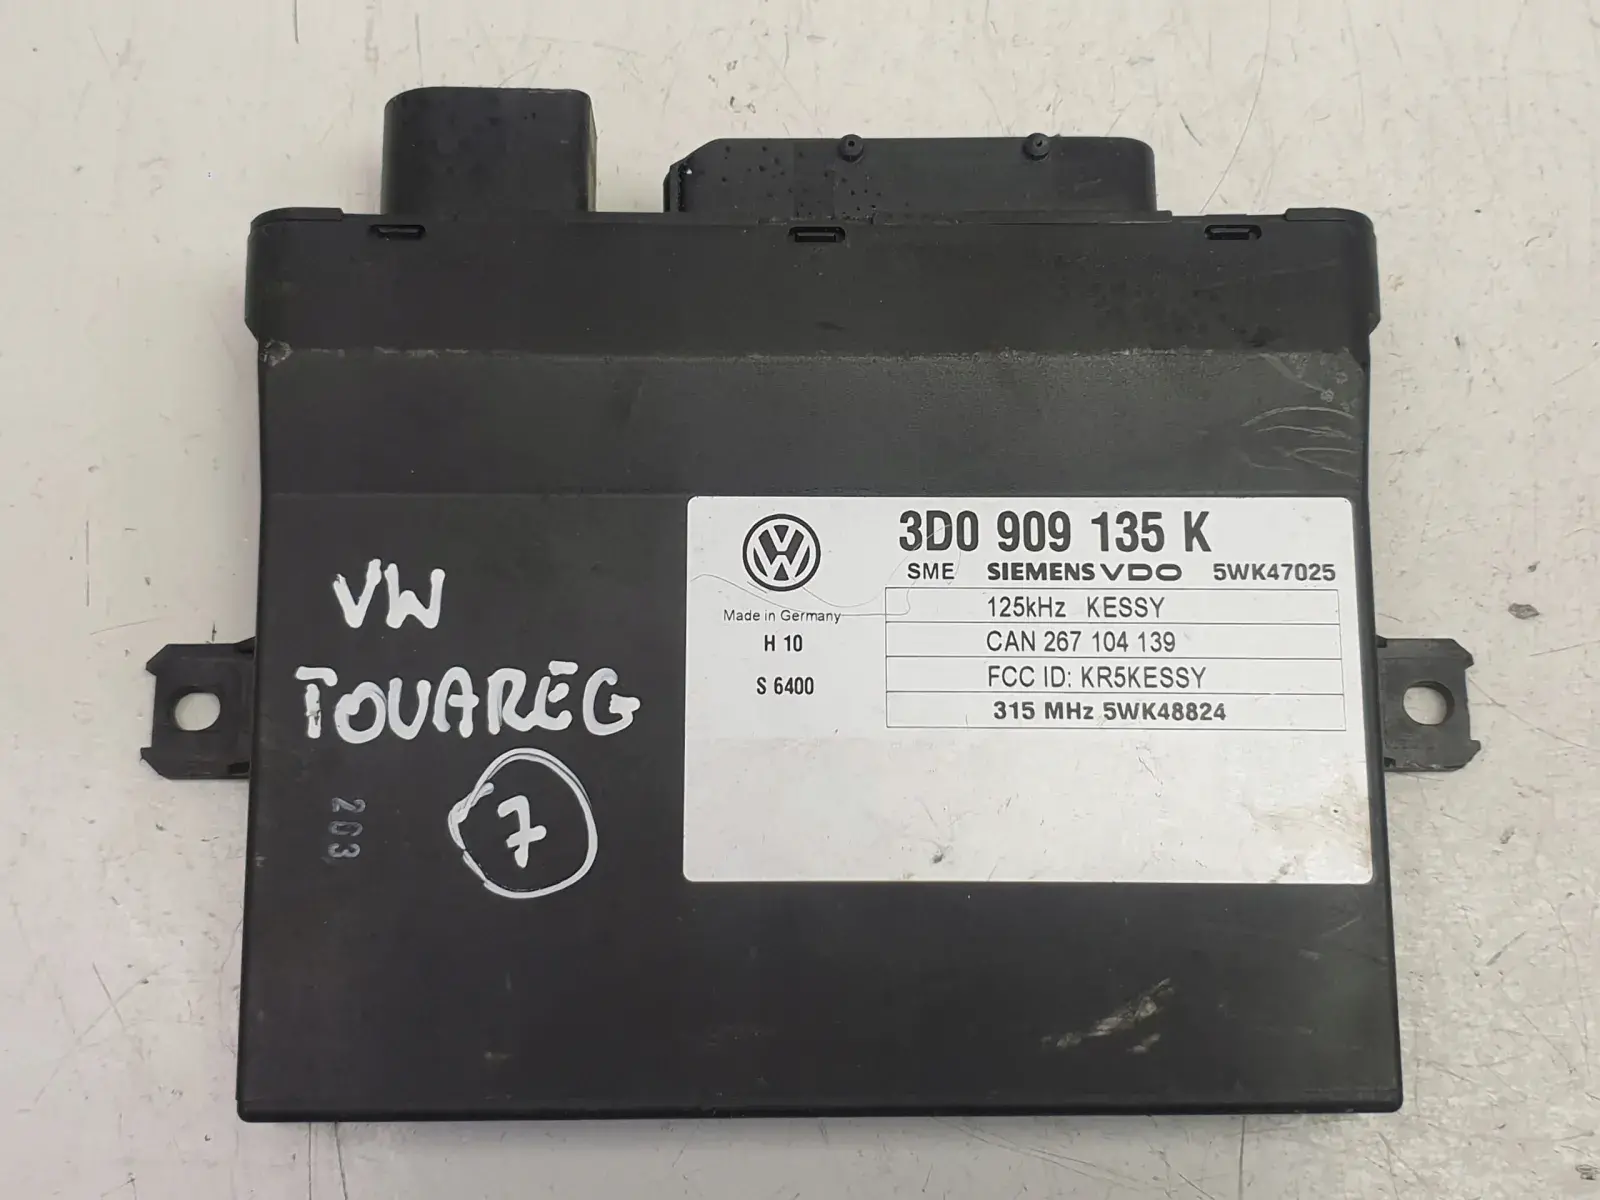 VW
TOUAREG
7
263
3D0 909 135 K
SME SIEMENS VDO 5WK47025
Made in Germany
H 10
S 6400
125kHz KESSY
CAN 267 104 139
FCC ID: KR5KESSY
315 MHz 5WK48824